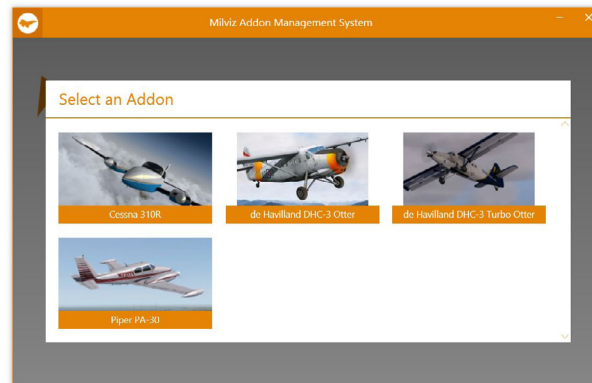 Milviz Addon Management System
Select an Addon
Cessna 310R
de Havilland DHC-3 Otter
de Havilland DHC-3 Turbo Otter
Piper PA-30